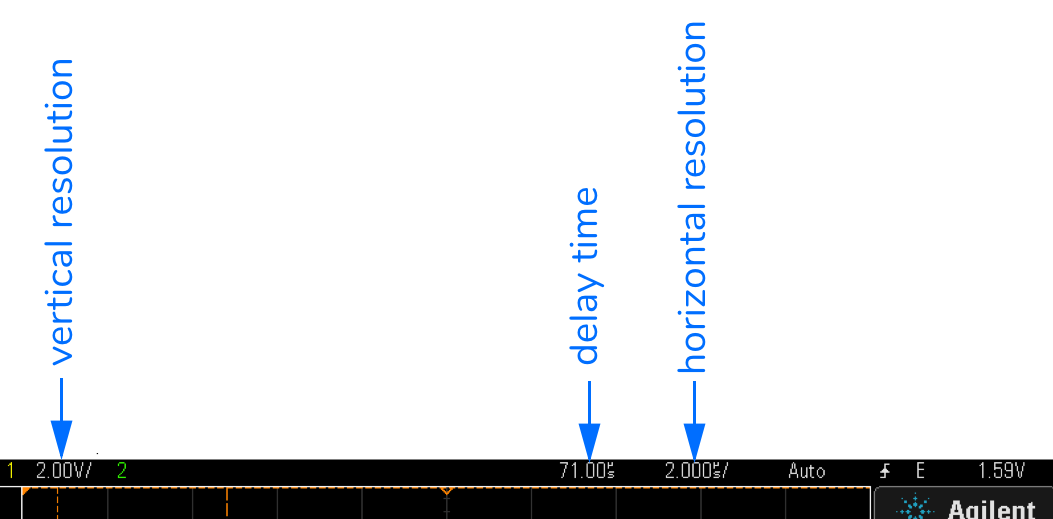 vertical resolution
delay time
horizontal resolution
1 2.00V/ 2 71.00µs 2.000µs/ Auto E 1.59V
Agilent